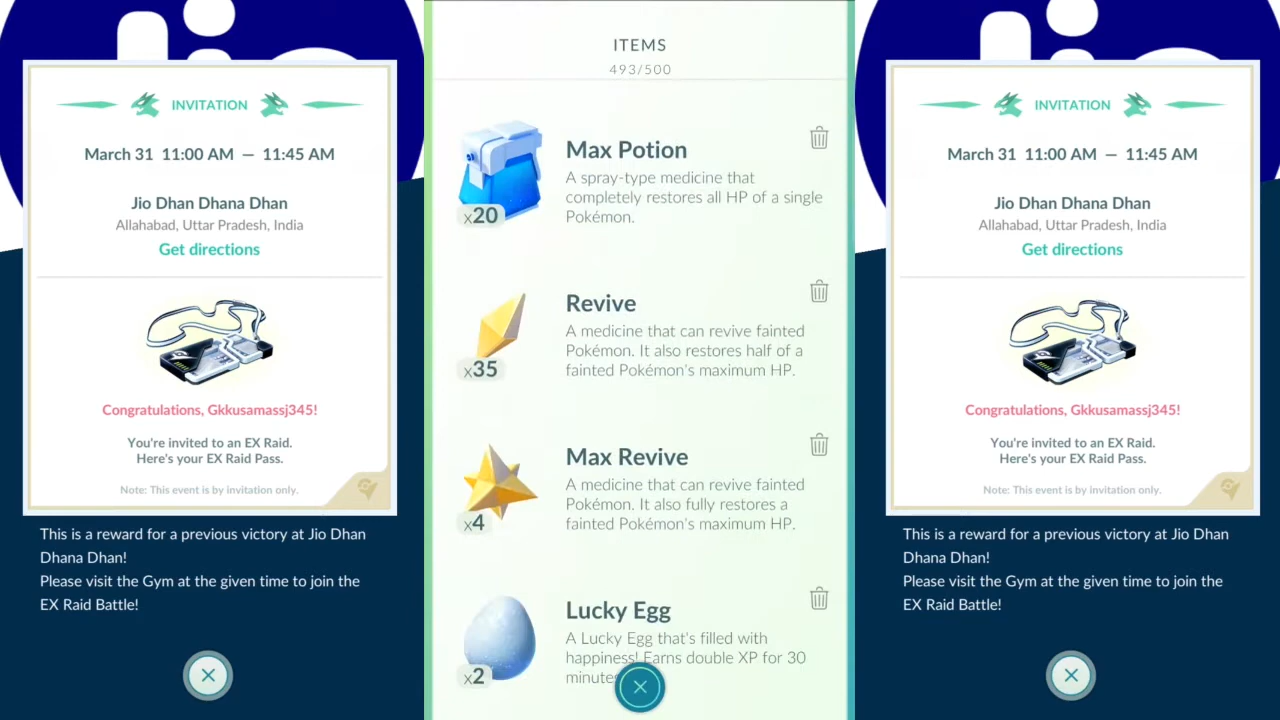 INVITATION
March 31 11:00 AM — 11:45 AM
Jio Dhan Dhana Dhan
Allahabad, Uttar Pradesh, India
Get directions
Congratulations, Gkkusamassj345!
You're invited to an EX Raid.
Here's your EX Raid Pass.
Note: This event is by invitation only.
This is a reward for a previous victory at Jio Dhan
Dhana Dhan!
Please visit the Gym at the given time to join the
EX Raid Battle!
ITEMS
493/500
Max Potion
A spray-type medicine that
completely restores all HP of a single
Pokémon.
x20
Revive
A medicine that can revive fainted
Pokémon. It also restores half of a
fainted Pokémon's maximum HP.
x35
Max Revive
A medicine that can revive fainted
Pokémon. It also fully restores a
fainted Pokémon's maximum HP.
x4
Lucky Egg
A Lucky Egg that's filled with
happiness! Earns double XP for 30
minutes
x2
INVITATION
March 31 11:00 AM — 11:45 AM
Jio Dhan Dhana Dhan
Allahabad, Uttar Pradesh, India
Get directions
Congratulations, Gkkusamassj345!
You're invited to an EX Raid.
Here's your EX Raid Pass.
Note: This event is by invitation only.
This is a reward for a previous victory at Jio Dhan
Dhana Dhan!
Please visit the Gym at the given time to join the
EX Raid Battle!